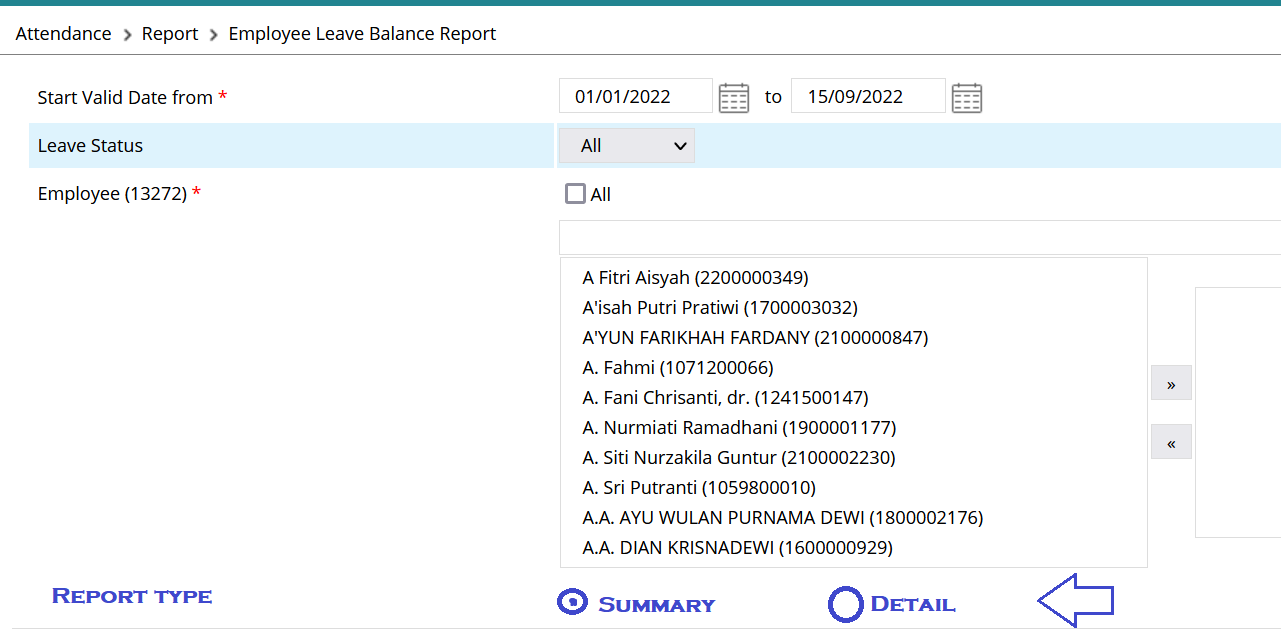 Attendance > Report > Employee Leave Balance Report
Start Valid Date from * 01/01/2022 to 15/09/2022
Leave Status All
Employee (13272) * All
A Fitri Aisyah (2200000349)
A'isah Putri Pratiwi (1700003032)
A'YUN FARIKHAH FARDANY (2100000847)
A. Fahmi (1071200066)
A. Fani Chrisanti, dr. (1241500147)
A. Nurmiati Ramadhani (1900001177)
A. Siti Nurzakila Guntur (2100002230)
A. Sri Putranti (1059800010)
A.A. AYU WULAN PURNAMA DEWI (1800002176)
A.A. DIAN KRISNADEWI (1600000929)
»
«
Report type Summary Detail